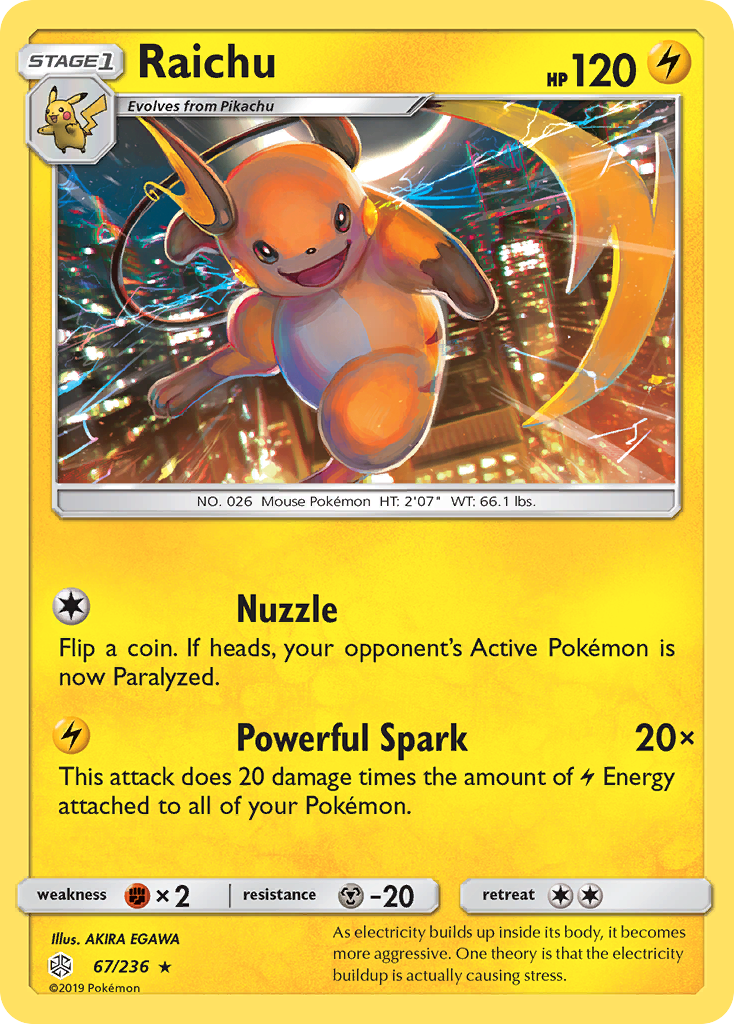 STAGE 1 Raichu HP 120
Evolves from Pikachu
NO. 026 Mouse Pokémon HT: 2'07" WT: 66.1 lbs.
Nuzzle
Flip a coin. If heads, your opponent's Active Pokémon is
now Paralyzed.
Powerful Spark 20×
This attack does 20 damage times the amount of Energy
attached to all of your Pokémon.
weakness × 2 resistance -20 retreat
Illus. AKIRA EGAWA
67/236
©2019 Pokémon
As electricity builds up inside its body, it becomes
more aggressive. One theory is that the electricity
buildup is actually causing stress.